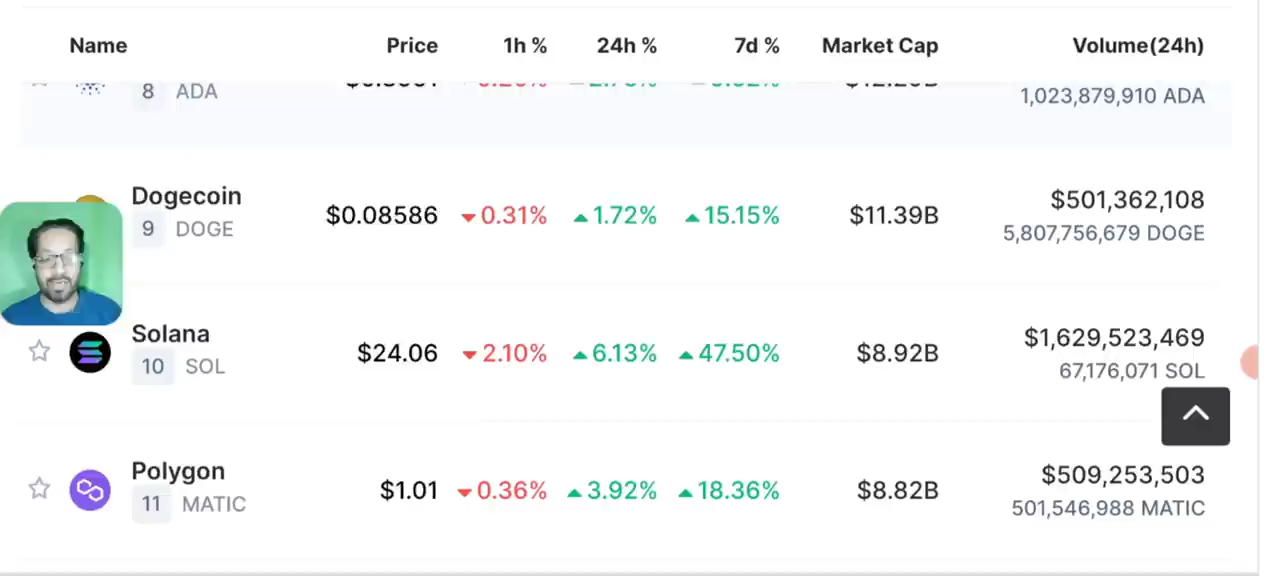 Name Price 1h % 24h % 7d % Market Cap Volume(24h)
8 ADA 1,023,879,910 ADA
Dogecoin
9 DOGE
$0.08586 0.31% 1.72% 15.15% $11.39B $501,362,108
5,807,756,679 DOGE
Solana
10 SOL
$24.06 2.10% 6.13% 47.50% $8.92B $1,629,523,469
67,176,071 SOL
Polygon
11 MATIC
$1.01 0.36% 3.92% 18.36% $8.82B $509,253,503
501,546,988 MATIC